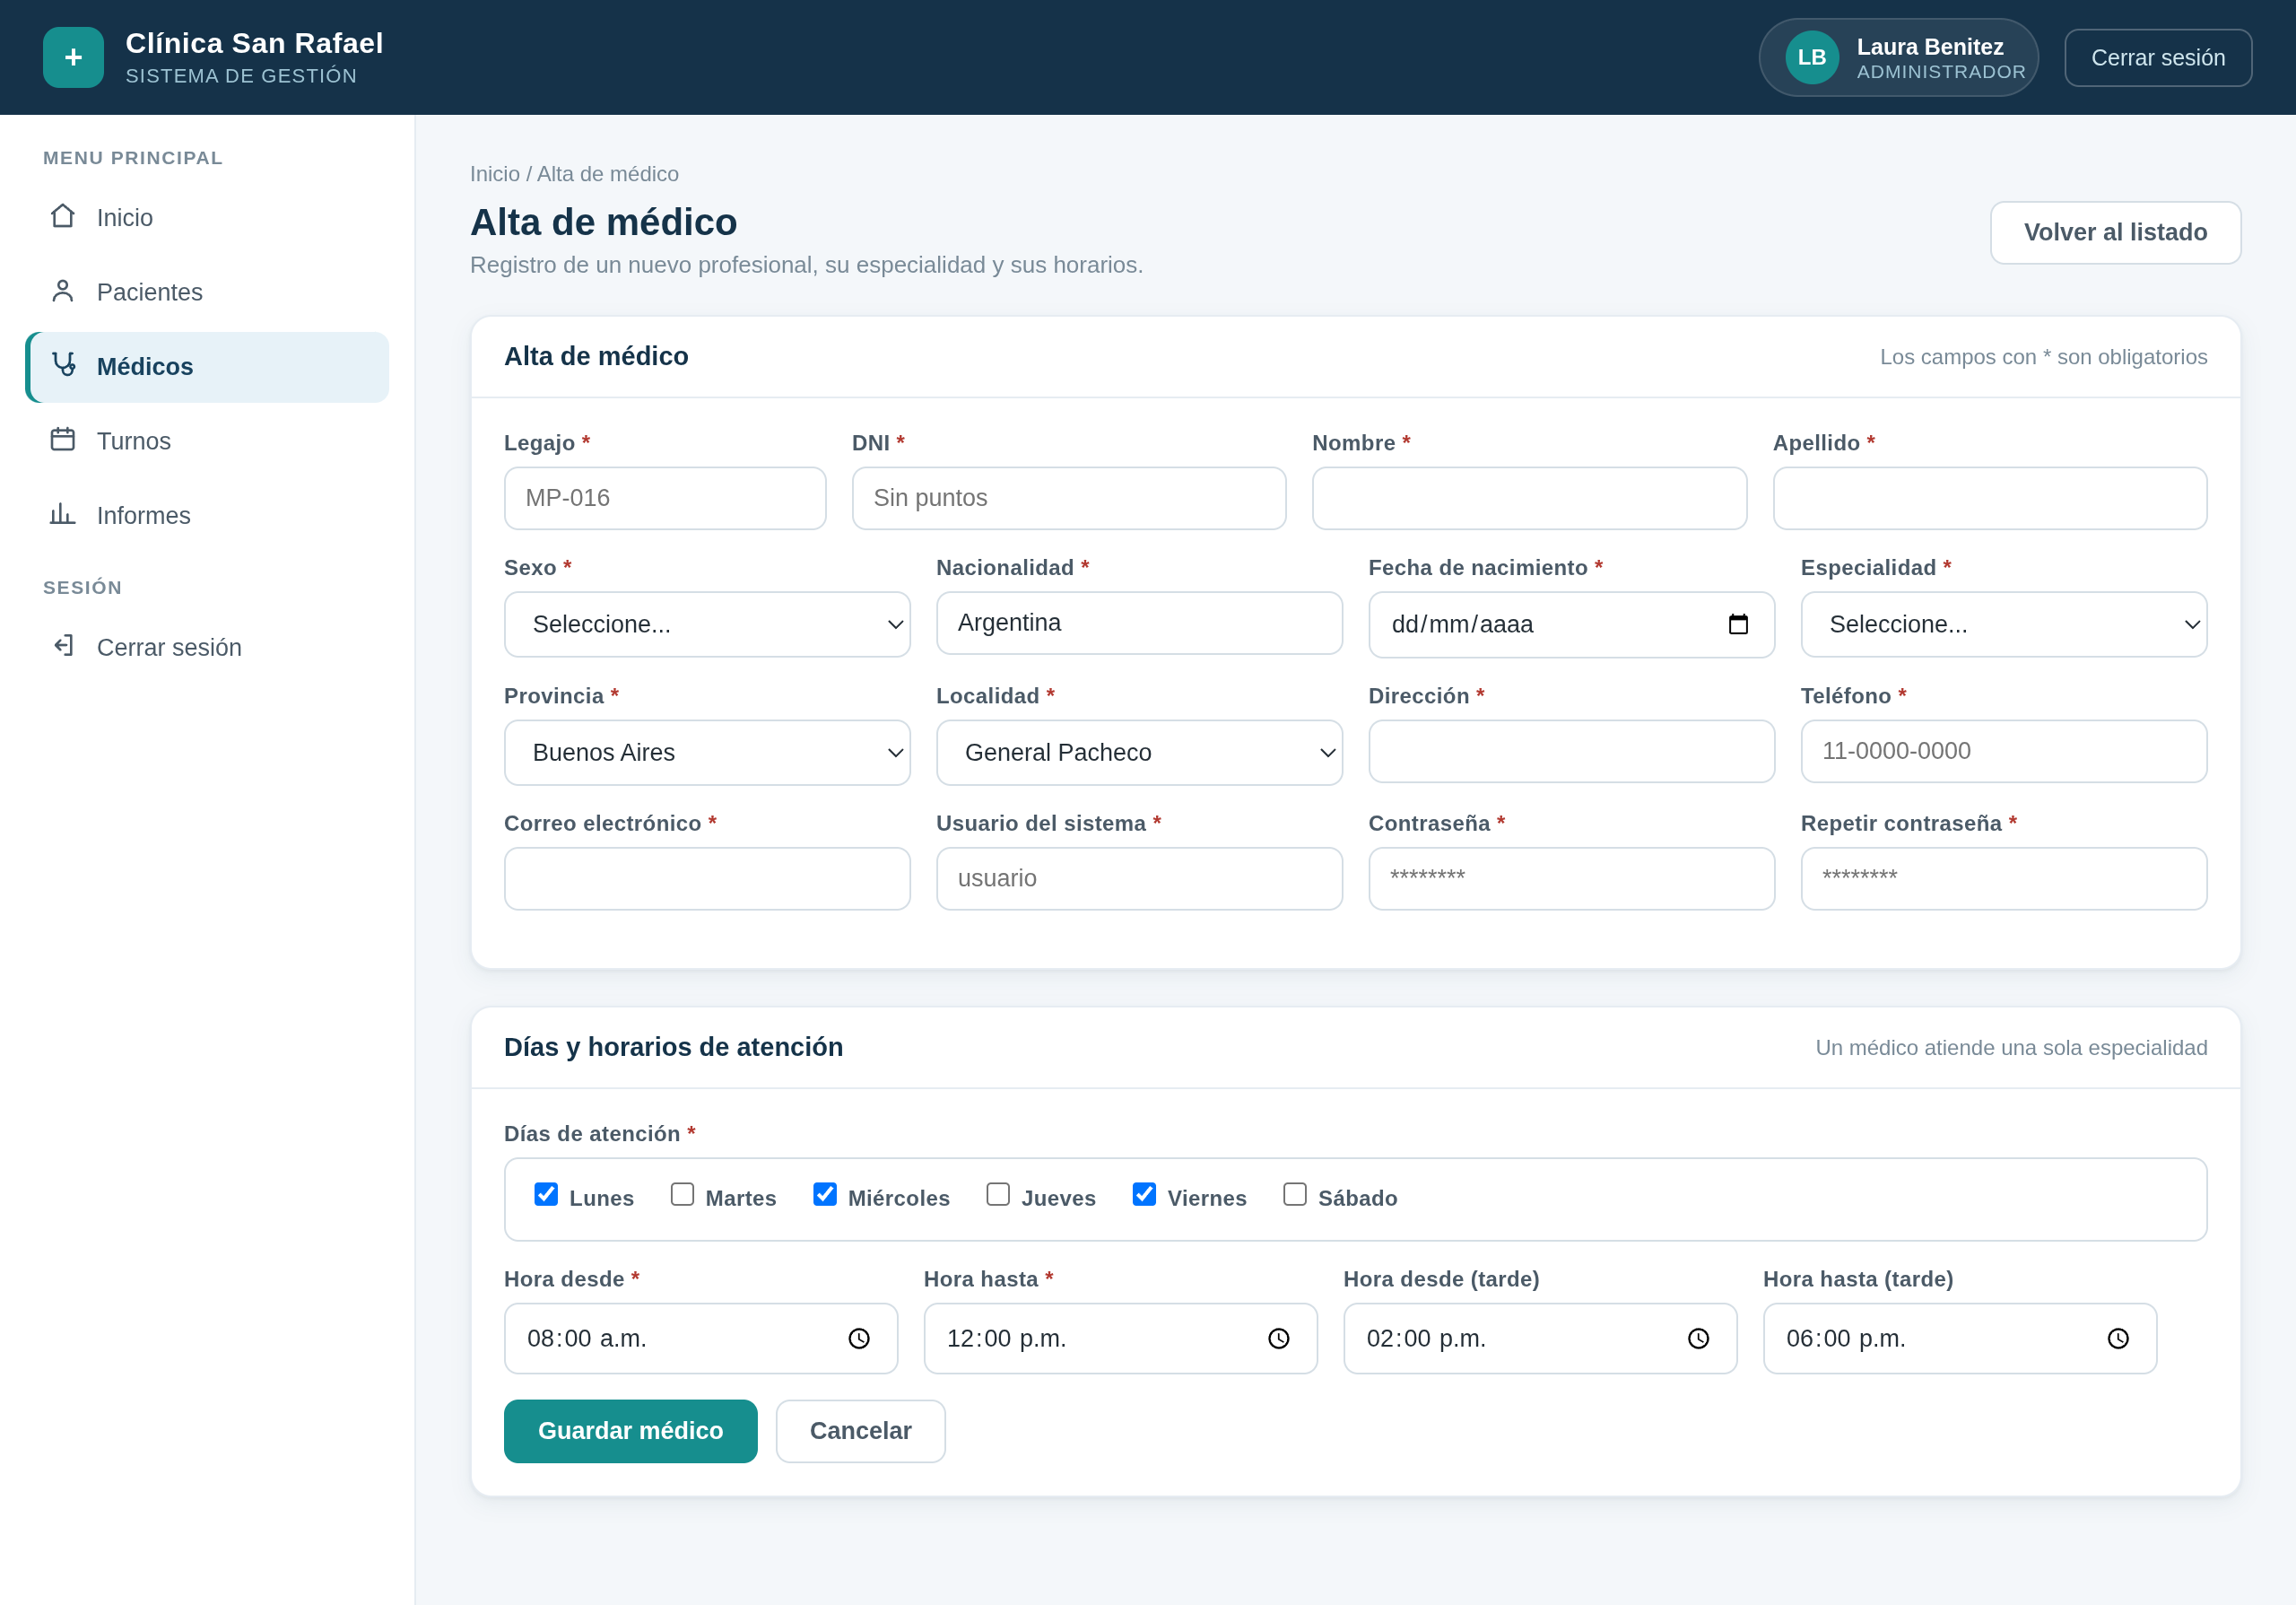 +
Clínica San Rafael
SISTEMA DE GESTIÓN
LB
Laura Benitez
ADMINISTRADOR
Cerrar sesión
MENU PRINCIPAL
Inicio
Pacientes
Médicos
Turnos
Informes
SESIÓN
Cerrar sesión
Inicio / Alta de médico
Alta de médico
Registro de un nuevo profesional, su especialidad y sus horarios.
Volver al listado
Alta de médico
Los campos con * son obligatorios
Legajo * DNI * Nombre * Apellido *
MP-016 Sin puntos
Sexo * Nacionalidad * Fecha de nacimiento * Especialidad *
Seleccione... Argentina dd/mm/aaaa Seleccione...
Provincia * Localidad * Dirección * Teléfono *
Buenos Aires General Pacheco 11-0000-0000
Correo electrónico * Usuario del sistema * Contraseña * Repetir contraseña *
usuario ******** ********
Días y horarios de atención
Un médico atiende una sola especialidad
Días de atención *
Lunes Martes Miércoles Jueves Viernes Sábado
Hora desde * Hora hasta * Hora desde (tarde) Hora hasta (tarde)
08:00 a.m. 12:00 p.m. 02:00 p.m. 06:00 p.m.
Guardar médico Cancelar